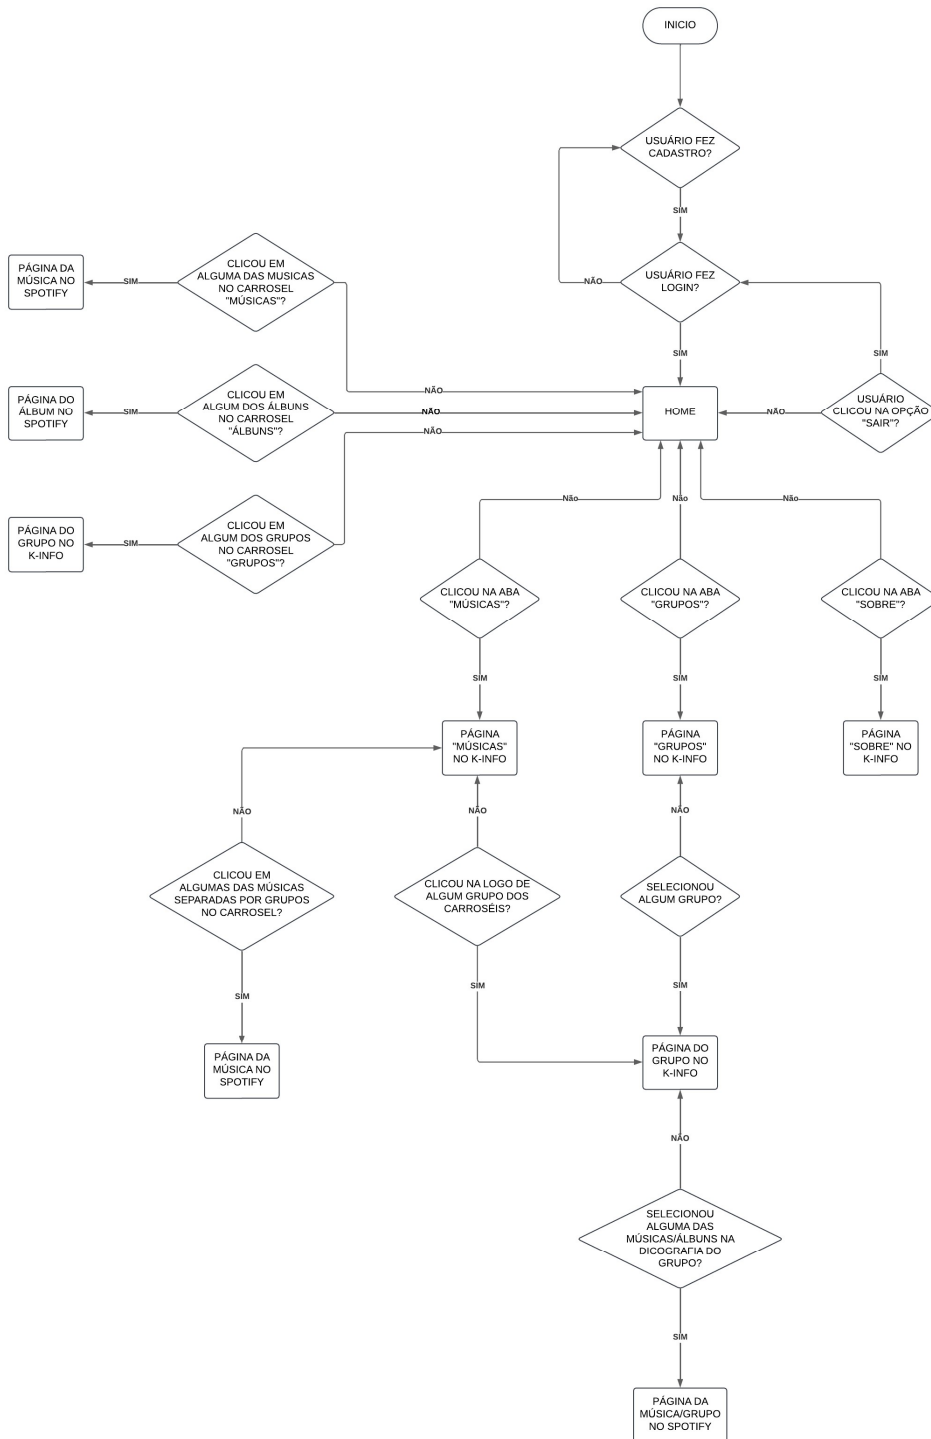 INICIO
USUÁRIO FEZ
CADASTRO?
SIM
USUÁRIO FEZ
LOGIN?
NÃO
SIM
CLICOU EM
ALGUMA DAS MUSICAS
NO CARROSEL
"MÚSICAS"?
SIM
PÁGINA DA
MÚSICA NO
SPOTIFY
NÃO
CLICOU EM
ALGUM DOS ÁLBUNS
NO CARROSEL
"ÁLBUNS"?
SIM
PÁGINA DO
ÁLBUM NO
SPOTIFY
NÃO
HOME
NÃO
USUÁRIO
CLICOU NA OPÇÃO
"SAIR"?
SIM
CLICOU EM
ALGUM DOS GRUPOS
NO CARROSEL
"GRUPOS"?
SIM
PÁGINA DO
GRUPO NO
K-INFO
NÃO
Não
Não
Não
CLICOU NA ABA
"MÚSICAS"?
CLICOU NA ABA
"GRUPOS"?
CLICOU NA ABA
"SOBRE"?
SIM
SIM
SIM
PÁGINA
"MÚSICAS"
NO K-INFO
PÁGINA
"GRUPOS"
NO K-INFO
PÁGINA
"SOBRE" NO
K-INFO
NÃO
NÃO
NÃO
CLICOU EM
ALGUMAS DAS MÚSICAS
SEPARADAS POR GRUPOS
NO CARROSEL?
CLICOU NA LOGO DE
ALGUM GRUPO DOS
CARROSÉIS?
SELECIONOU
ALGUM GRUPO?
SIM
SIM
SIM
PÁGINA DA
MÚSICA NO
SPOTIFY
PÁGINA DO
GRUPO NO
K-INFO
NÃO
SELECIONOU
ALGUMA DAS
MÚSICAS/ÁLBUNS NA
DICOGRAFIA DO
GRUPO?
SIM
PÁGINA DA
MÚSICA/GRUPO
NO SPOTIFY